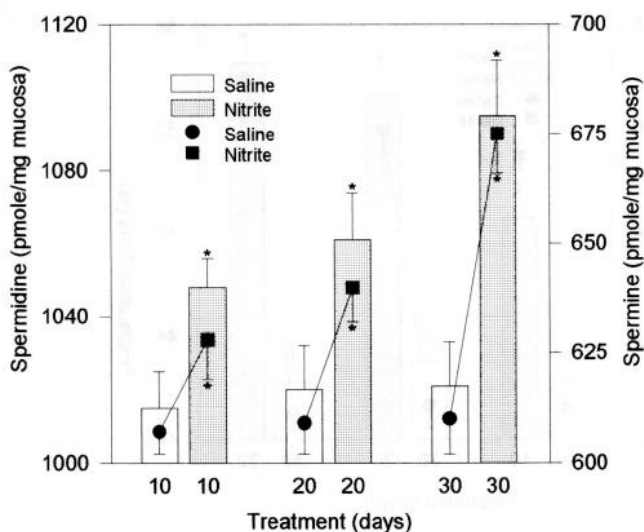 1120
1080
1040
1000
Spermidine (pmole/mg mucosa)
Saline
Nitrite
Saline
Nitrite
*
*
*
*
*
*
700
675
650
625
600
Spermine (pmole/mg mucosa)
10 10 20 20 30 30
Treatment (days)